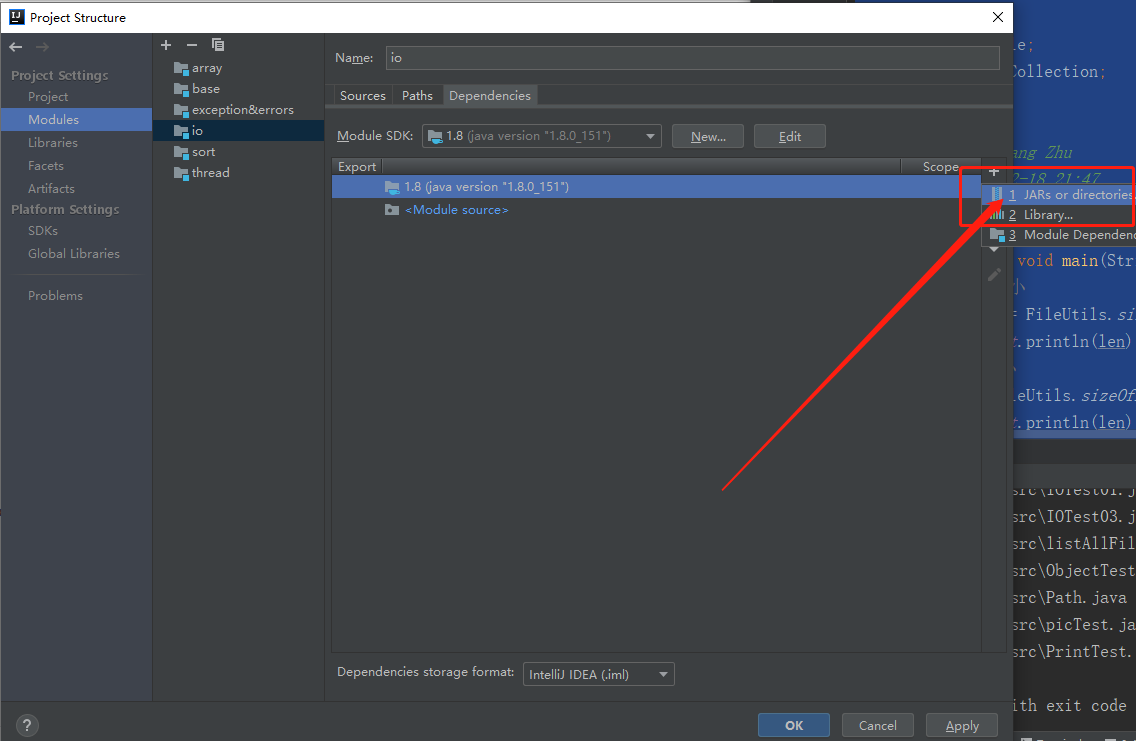 Project Structure
Project Settings
Project
Modules
Libraries
Facets
Artifacts
Platform Settings
SDKs
Global Libraries
Problems
array
base
exception&errors
io
sort
thread
Name: io
Sources Paths Dependencies
Module SDK: 1.8 (java version "1.8.0_151") New... Edit
Export Scope
1.8 (java version "1.8.0_151")
<Module source>
1 JARs or directories
2 Library...
3 Module Dependenc
Dependencies storage format: IntelliJ IDEA (.iml)
? OK Cancel Apply
le;
Collection;
ang Zhu
2-18 21:47
void main(Str
小
= FileUtils.si
t.println(len)
leUtils.sizeOf
t.println(len)
src\IOTest01.j
src\IOTest03.j
src\listAllFil
src\ObjectTest
src\Path.java
src\picTest.ja
src\PrintTest.
ith exit code